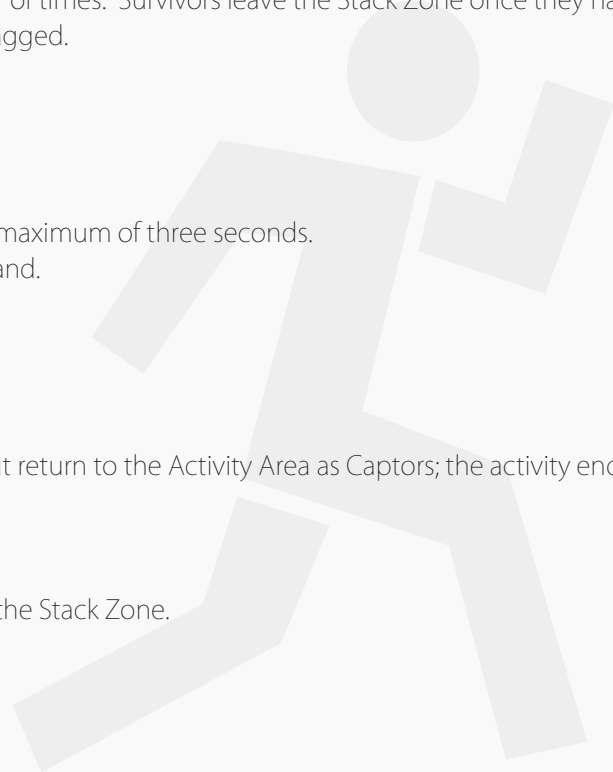 of times. Survivors leave the Stack Zone once they ha
gged.
maximum of three seconds.
and.
t return to the Activity Area as Captors; the activity end
the Stack Zone.